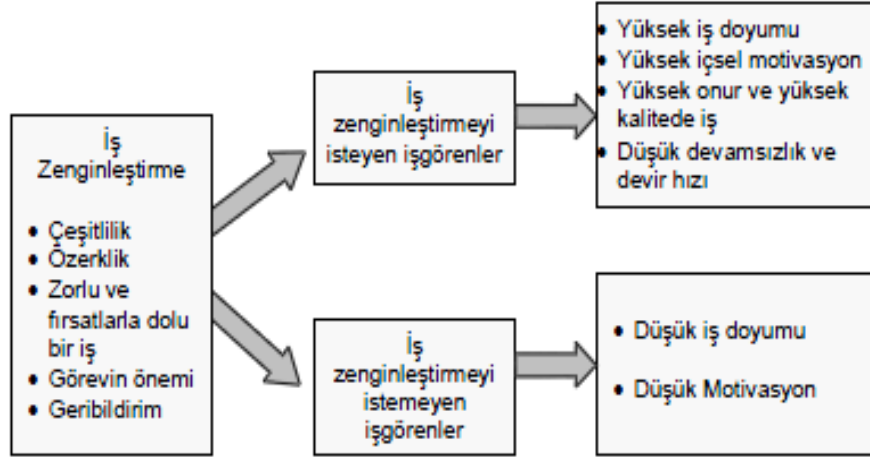 İş
Zenginleştirme
• Çeşitlilik
• Özerklik
• Zorlu ve
fırsatlarla dolu
bir iş
• Görevin önemi
• Geribildirim
İş
zenginleştirmeyi
isteyen işgörenler
• Yüksek iş doyumu
• Yüksek içsel motivasyon
• Yüksek onur ve yüksek
kalitede iş
• Düşük devamsızlık ve
devir hızı
İş
zenginleştirmeyi
istemeyen
işgörenler
• Düşük iş doyumu
• Düşük Motivasyon